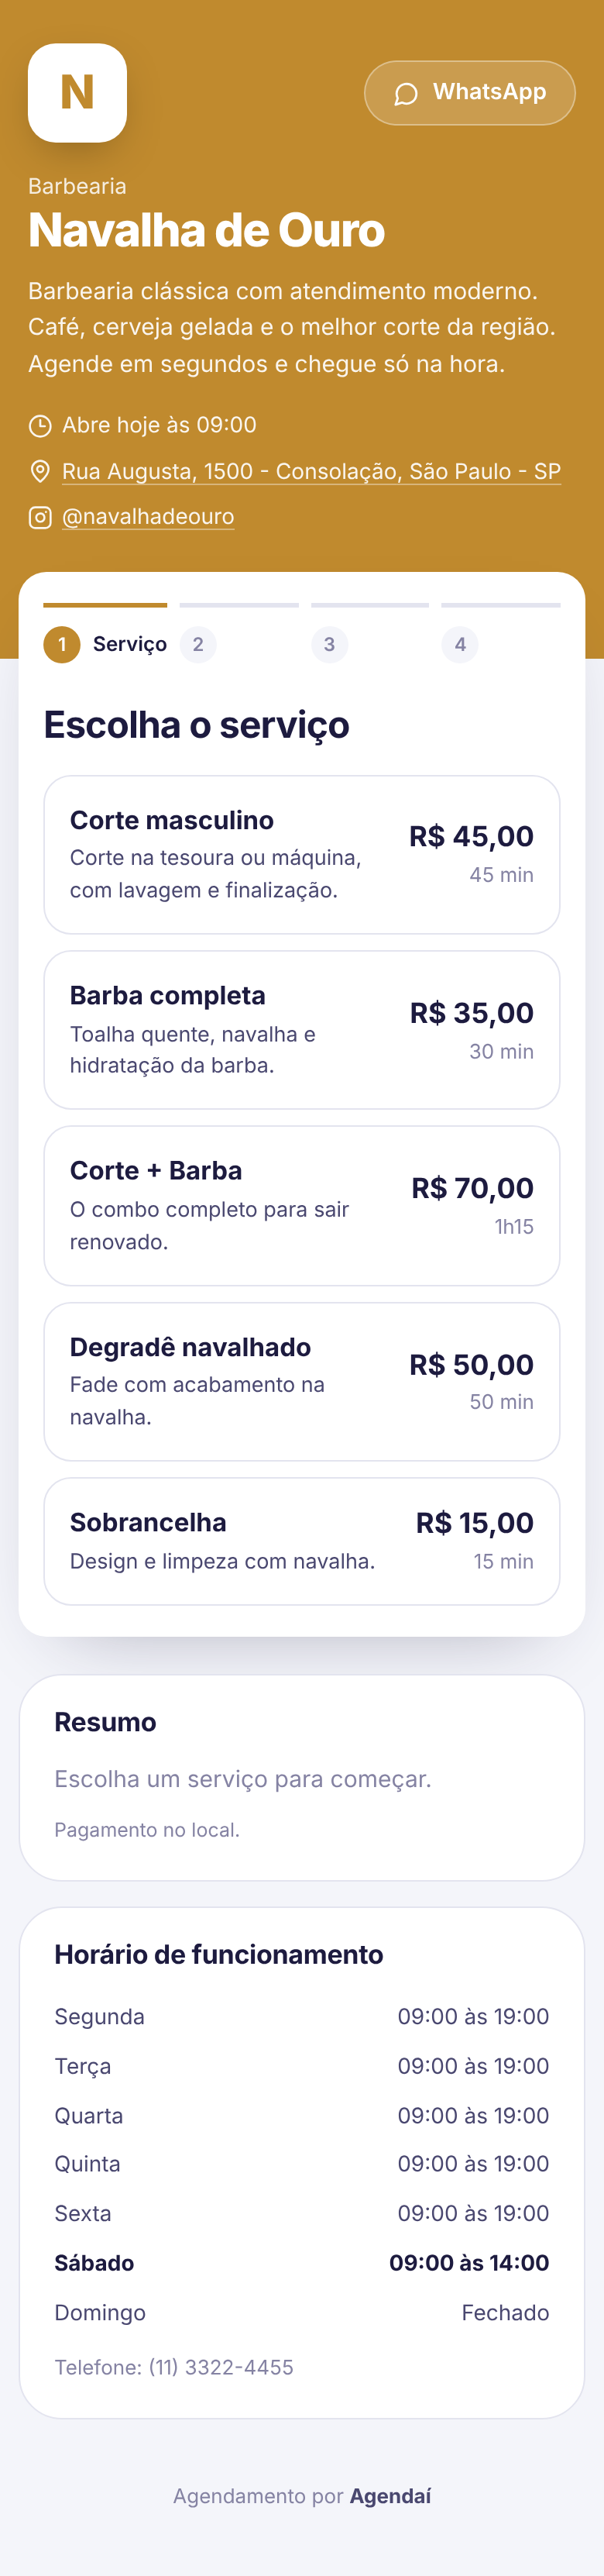 N
WhatsApp
Barbearia
Navalha de Ouro
Barbearia clássica com atendimento moderno.
Café, cerveja gelada e o melhor corte da região.
Agende em segundos e chegue só na hora.
Abre hoje às 09:00
Rua Augusta, 1500 - Consolação, São Paulo - SP
@navalhadeouro
1 Serviço 2 3 4
Escolha o serviço
Corte masculino
Corte na tesoura ou máquina,
com lavagem e finalização.
R$ 45,00
45 min
Barba completa
Toalha quente, navalha e
hidratação da barba.
R$ 35,00
30 min
Corte + Barba
O combo completo para sair
renovado.
R$ 70,00
1h15
Degradê navalhado
Fade com acabamento na
navalha.
R$ 50,00
50 min
Sobrancelha
Design e limpeza com navalha.
R$ 15,00
15 min
Resumo
Escolha um serviço para começar.
Pagamento no local.
Horário de funcionamento
Segunda 09:00 às 19:00
Terça 09:00 às 19:00
Quarta 09:00 às 19:00
Quinta 09:00 às 19:00
Sexta 09:00 às 19:00
Sábado 09:00 às 14:00
Domingo Fechado
Telefone: (11) 3322-4455
Agendamento por Agendaí